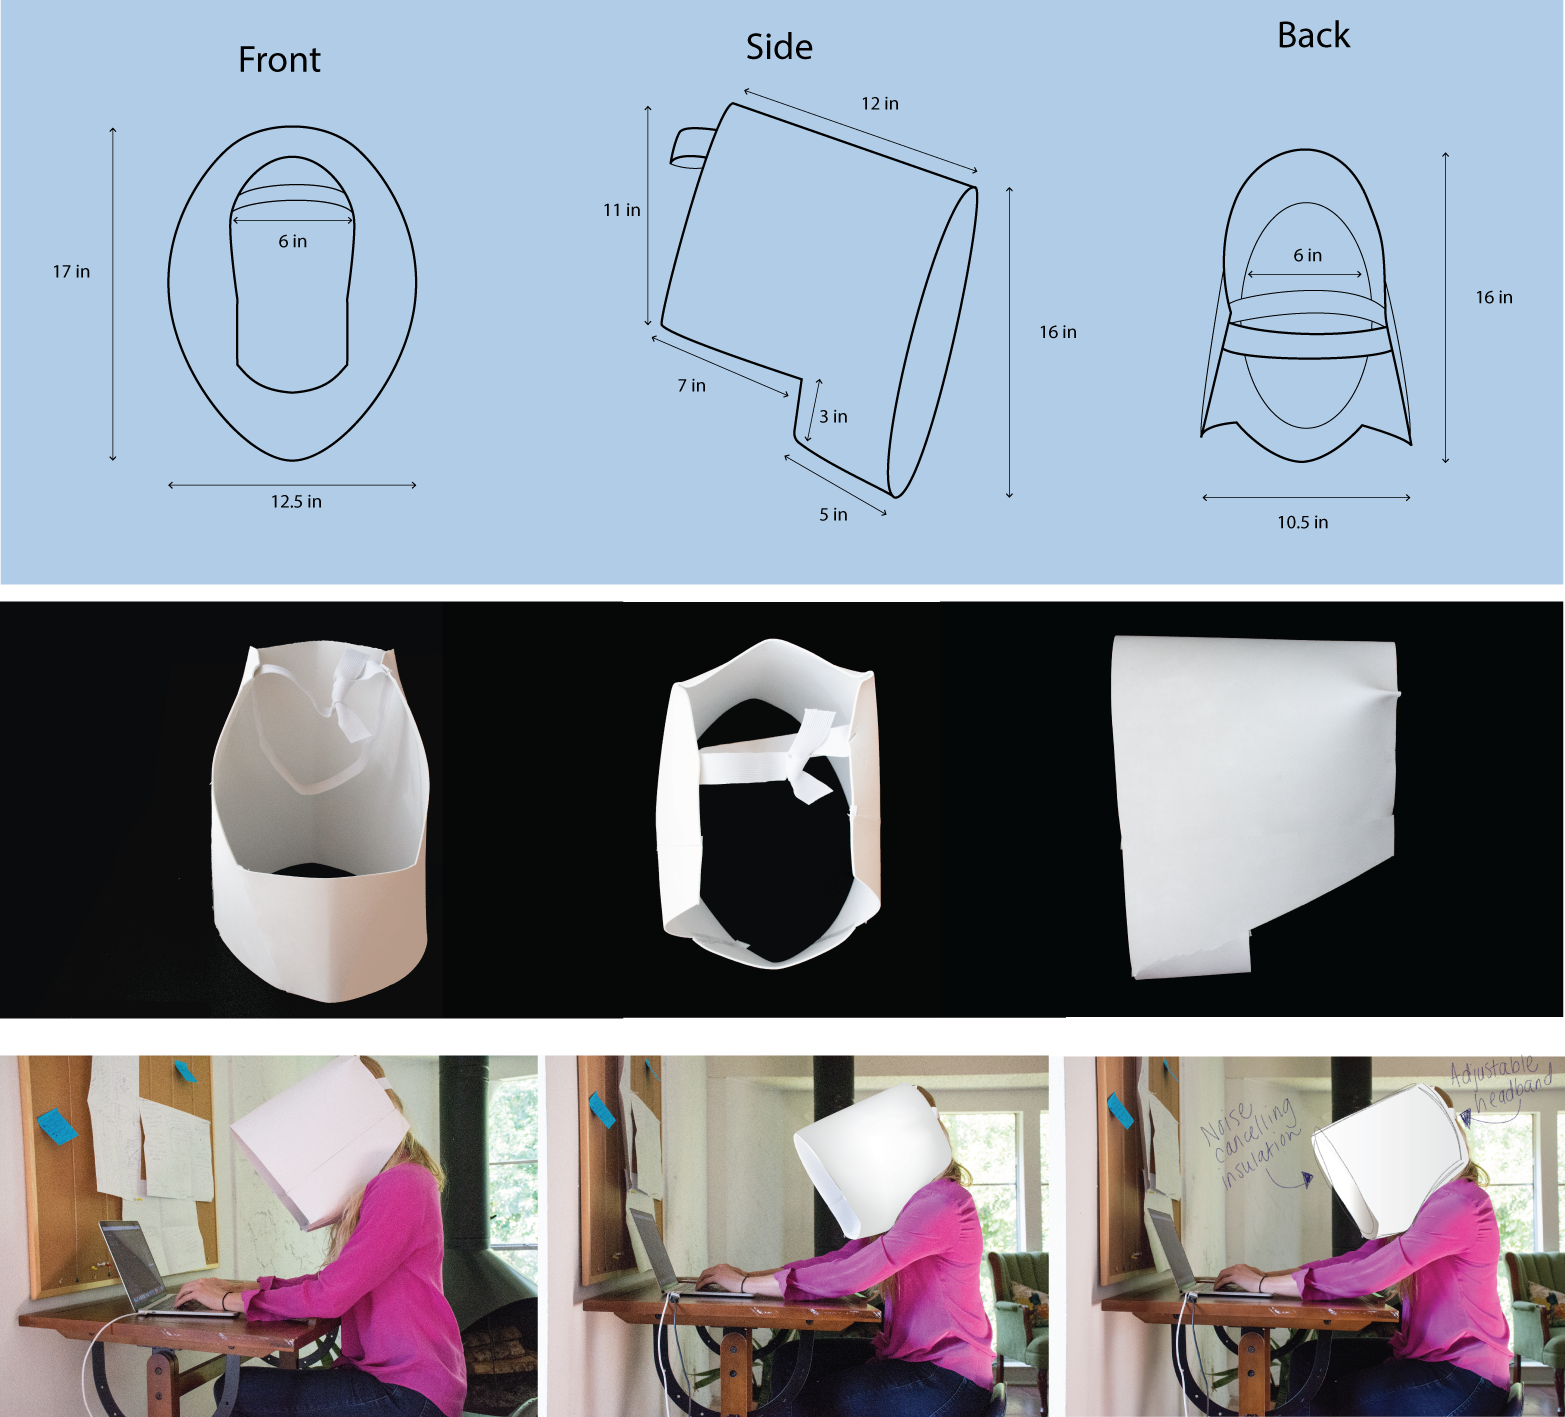 Front
Side
Back
17 in
6 in
12.5 in
12 in
11 in
7 in
3 in
5 in
16 in
6 in
16 in
10.5 in
Noise
cancelling
insulation
Adjustable
headband